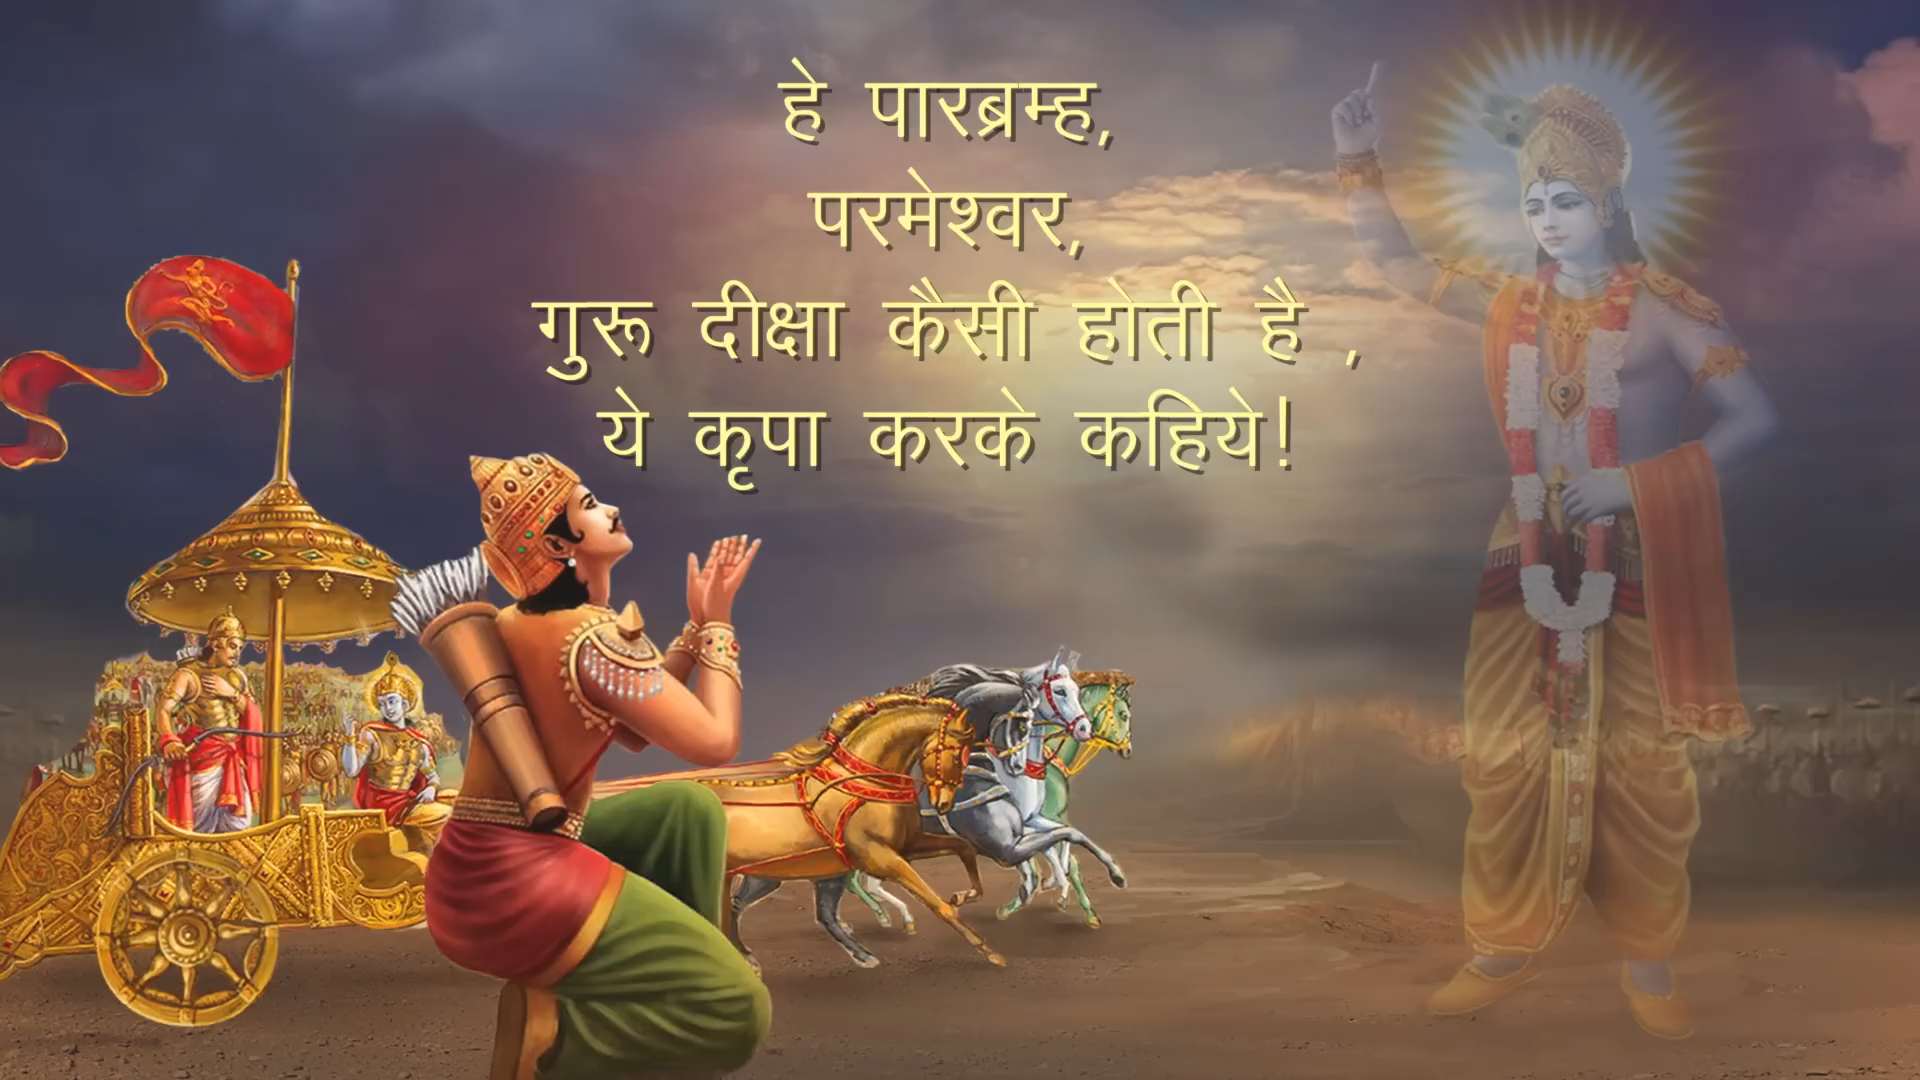 हे पारब्रम्ह,
परमेश्वर,
गुरू दीक्षा कैसी होती है ,
ये कृपा करके कहिये!